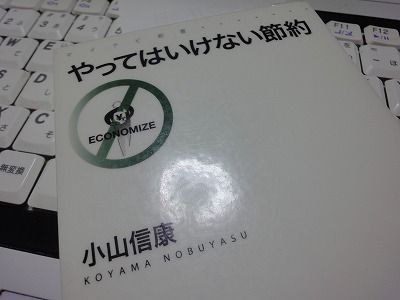 やってはいけない節約
¥
ECONOMIZE
小山信康
KOYAMA NOBUYASU
F11
F12
無変換